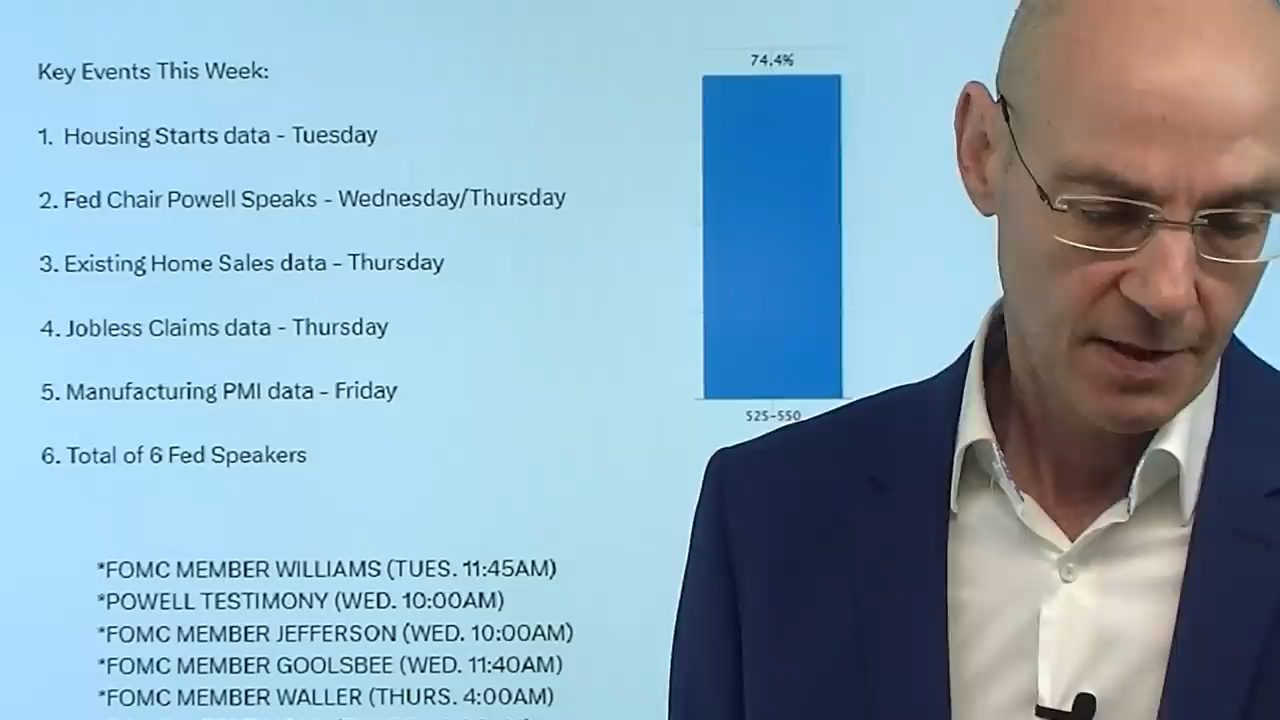 Key Events This Week:
1. Housing Starts data - Tuesday
2. Fed Chair Powell Speaks - Wednesday/Thursday
3. Existing Home Sales data - Thursday
4. Jobless Claims data - Thursday
5. Manufacturing PMI data - Friday
6. Total of 6 Fed Speakers
*FOMC MEMBER WILLIAMS (TUES. 11:45AM)
*POWELL TESTIMONY (WED. 10:00AM)
*FOMC MEMBER JEFFERSON (WED. 10:00AM)
*FOMC MEMBER GOOLSBEE (WED. 11:40AM)
*FOMC MEMBER WALLER (THURS. 4:00AM)
74,4%
525-550